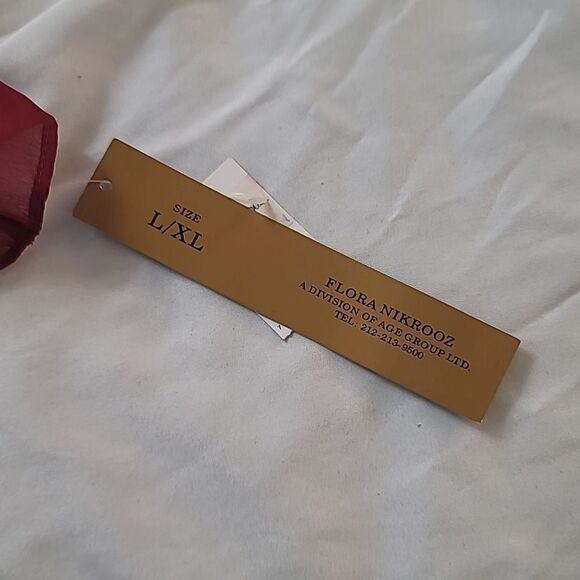 SIZE
L/XL
FLORA NIKROOZ
A DIVISION OF AGE GROUP LTD.
TEL: 212-213-9500